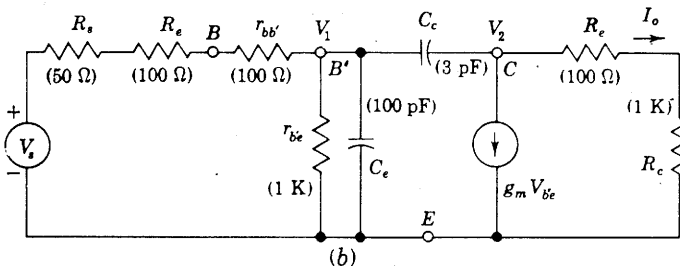 R_s R_e B r_bb' V_1 C_c V_2 R_e I_o
(50 Ω) (100 Ω) (100 Ω) B' (3 pF) C (100 Ω)
(100 pF) (1 K)
+
V_s
-
r_b'e
C_e
(1 K)
g_m V_b'e
R_c
E
(b)